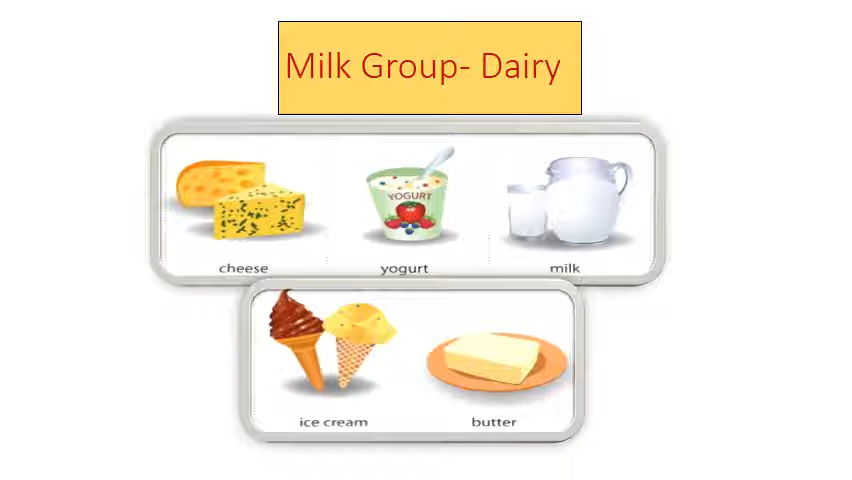 Milk Group- Dairy
YOGURT
cheese
yogurt
milk
ice cream
butter